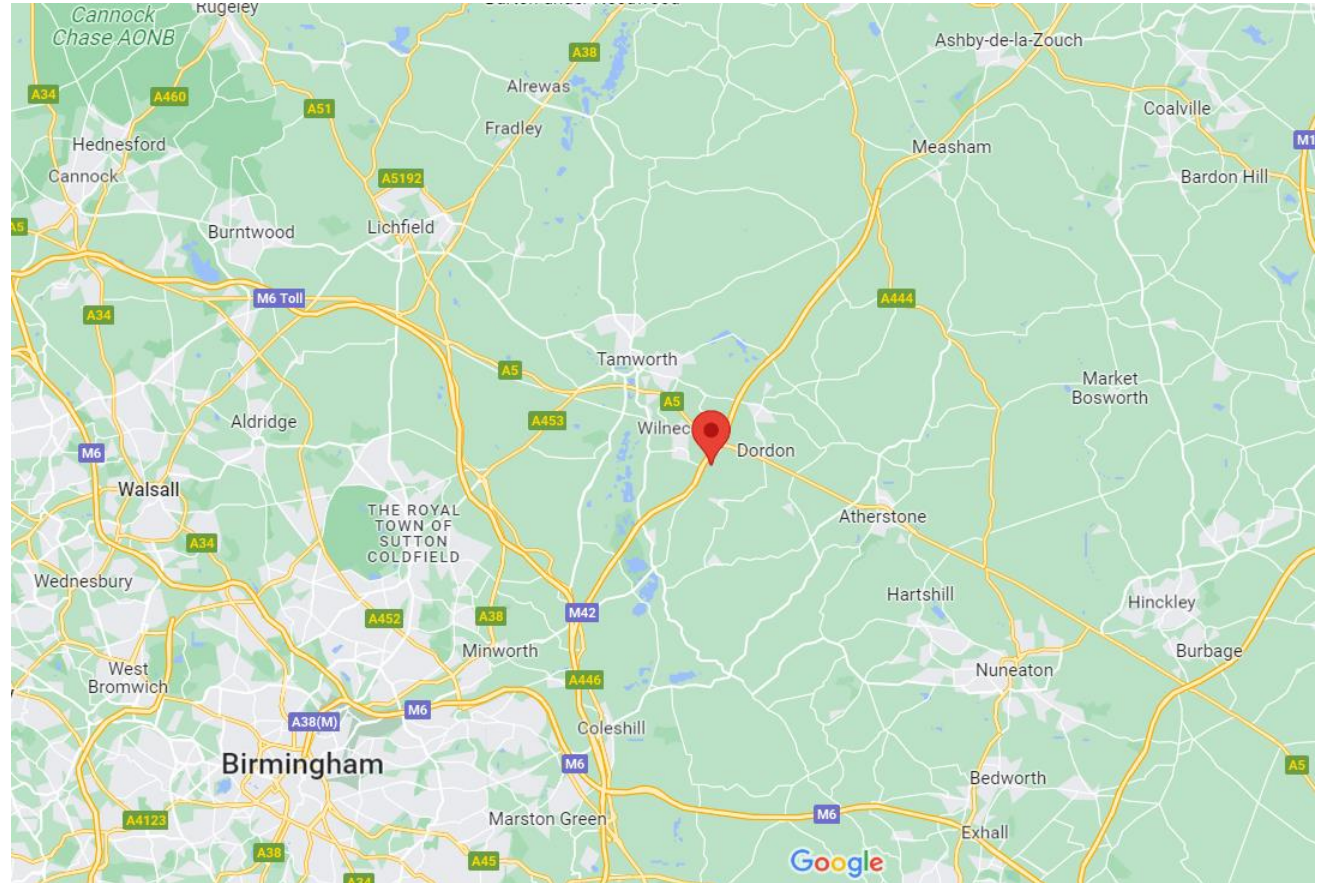 Cannock
Chase AONB
Rugeley
A38
Ashby-de-la-Zouch
A34
A460
A51
Alrewas
Coalville
Fradley
Hednesford
Measham
M1
Cannock
A5192
Bardon Hill
A5
Burntwood
Lichfield
M6 Toll
A444
A34
Tamworth
A5
Market
Bosworth
A5
Aldridge
A453
Dordon
M6
Walsall
THE ROYAL
TOWN OF
SUTTON
COLDFIELD
Atherstone
A34
Wednesbury
Hartshill
Hinckley
A452
A38
M42
Minworth
Burbage
West
Bromwich
Nuneaton
A446
M6
A38(M)
Coleshill
Birmingham
M6
A5
Bedworth
A4123
Marston Green
M6
Exhall
A38
A45
Google
A34